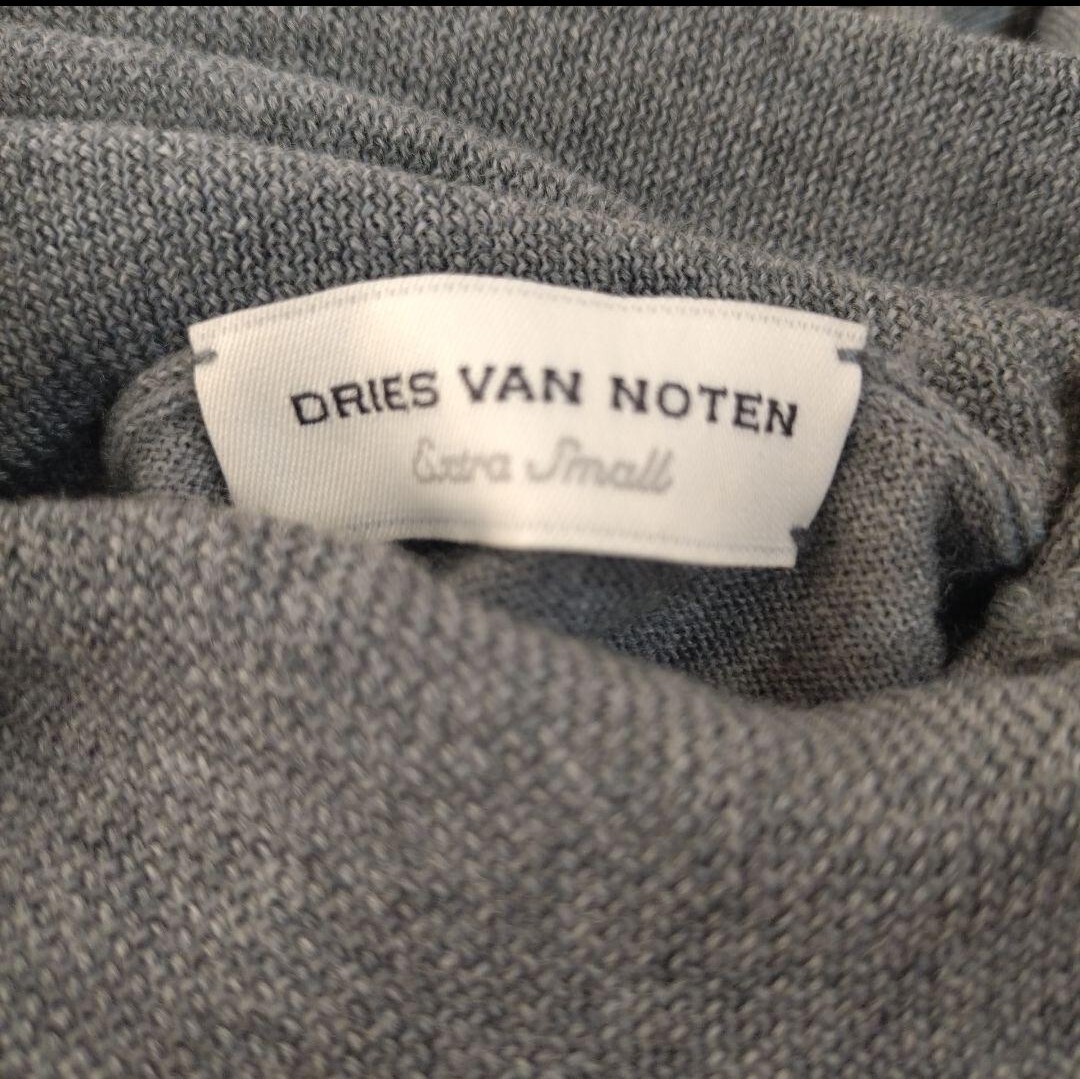 DRIES VAN NOTEN
Extra Small